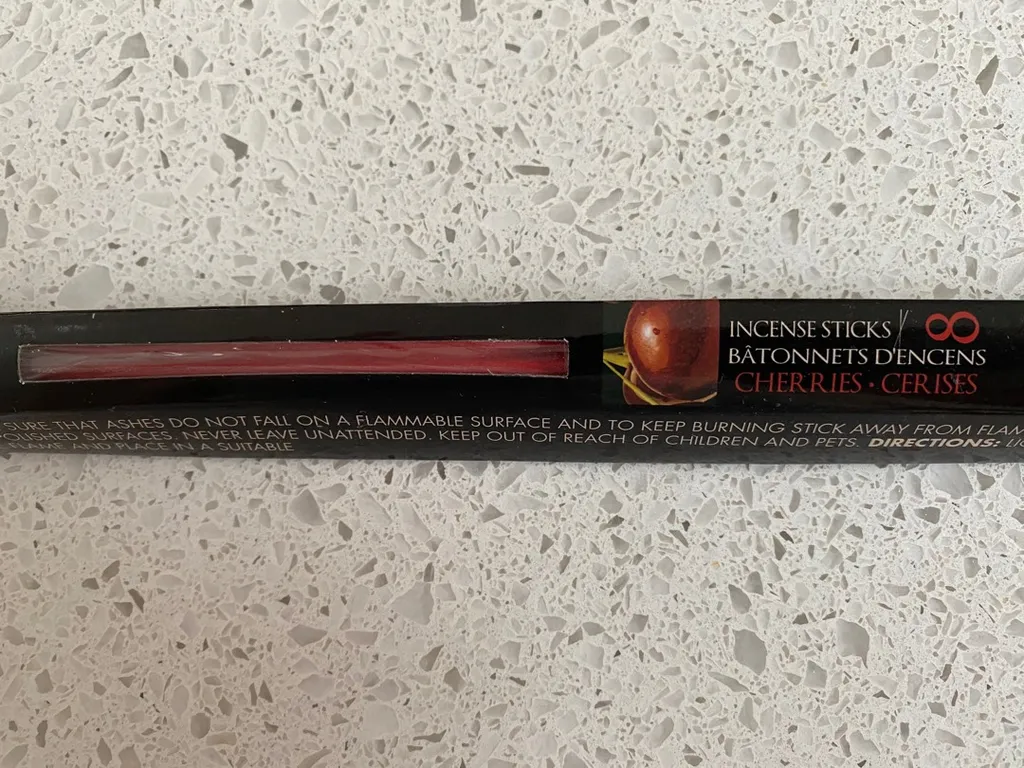 INCENSE STICKS 8
BÂTONNETS D'ENCENS
CHERRIES • CERISES
SURE THAT ASHES DO NOT FALL ON A FLAMMABLE SURFACE AND TO KEEP BURNING STICK AWAY FROM FLAM
POLISHED SURFACES. NEVER LEAVE UNATTENDED. KEEP OUT OF REACH OF CHILDREN AND PETS. DIRECTIONS:
AND PLACE IN A SUITABLE